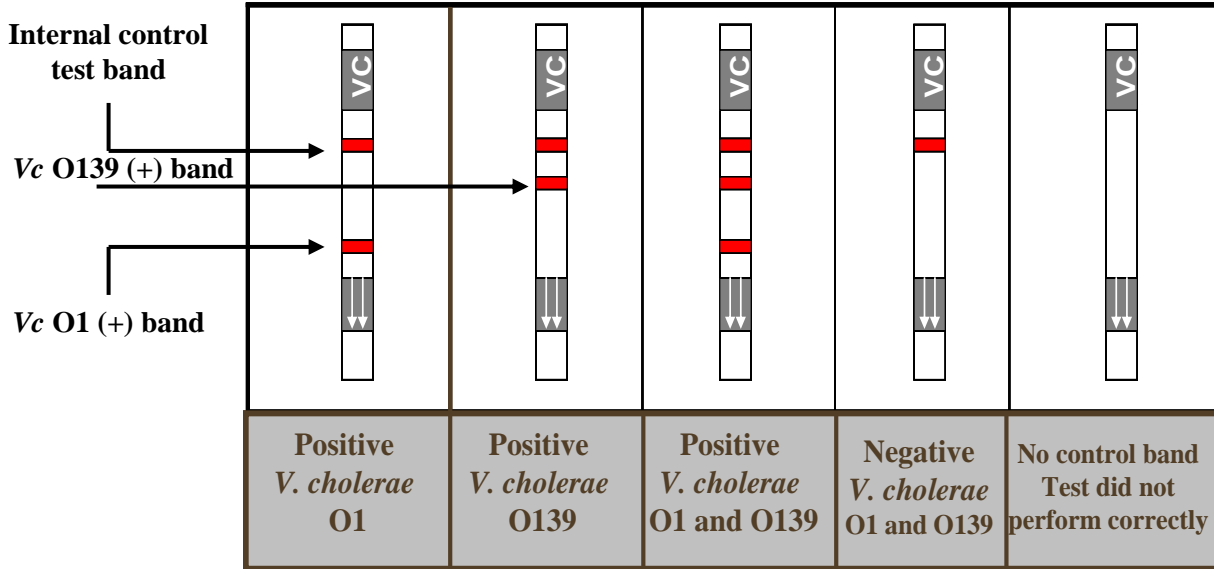 Internal control
test band
Vc O139 (+) band
Vc O1 (+) band
VC
VC
VC
VC
VC
Positive
V. cholerae
O1
Positive
V. cholerae
O139
Positive
V. cholerae
O1 and O139
Negative
V. cholerae
O1 and O139
No control band
Test did not
perform correctly